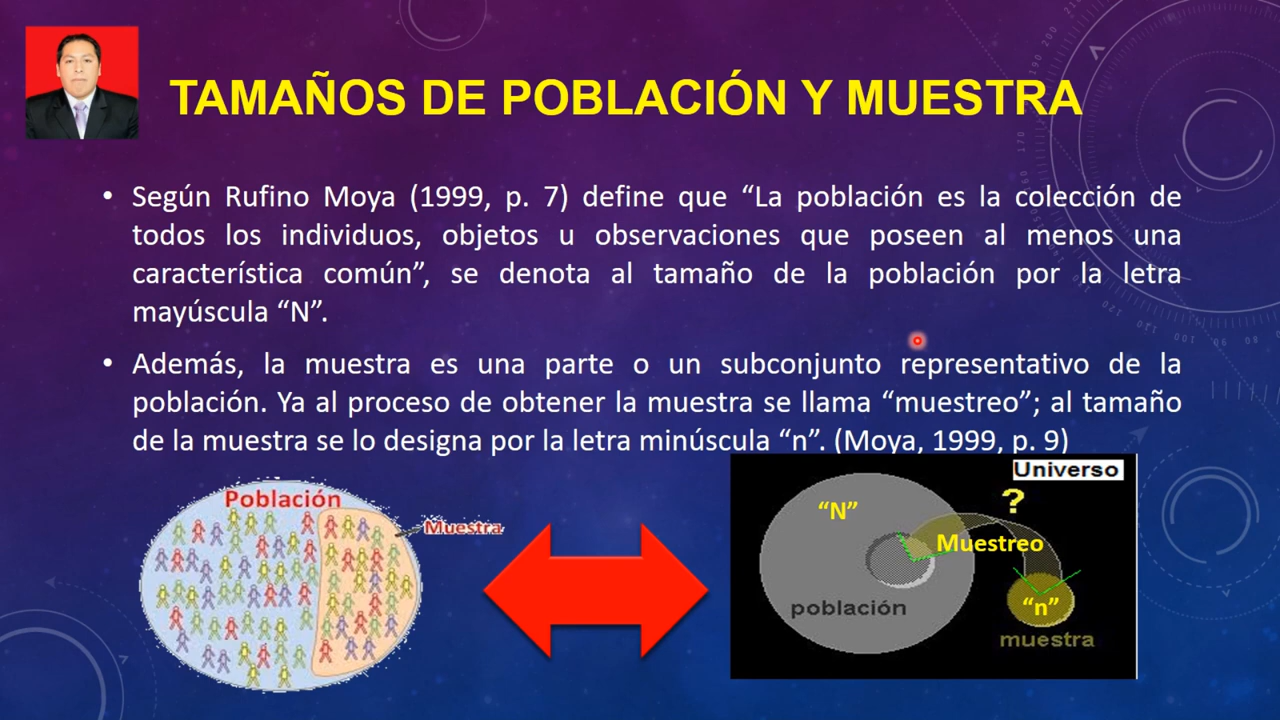 TAMAÑOS DE POBLACIÓN Y MUESTRA
• Según Rufino Moya (1999, p. 7) define que “La población es la colección de
todos los individuos, objetos u observaciones que poseen al menos una
característica común”, se denota al tamaño de la población por la letra
mayúscula “N”.
• Además, la muestra es una parte o un subconjunto representativo de la
población. Ya al proceso de obtener la muestra se llama “muestreo”; al tamaño
de la muestra se lo designa por la letra minúscula “n”. (Moya, 1999, p. 9)
Población
Muestra
Universo
?
“N”
Muestreo
población
“n”
muestra